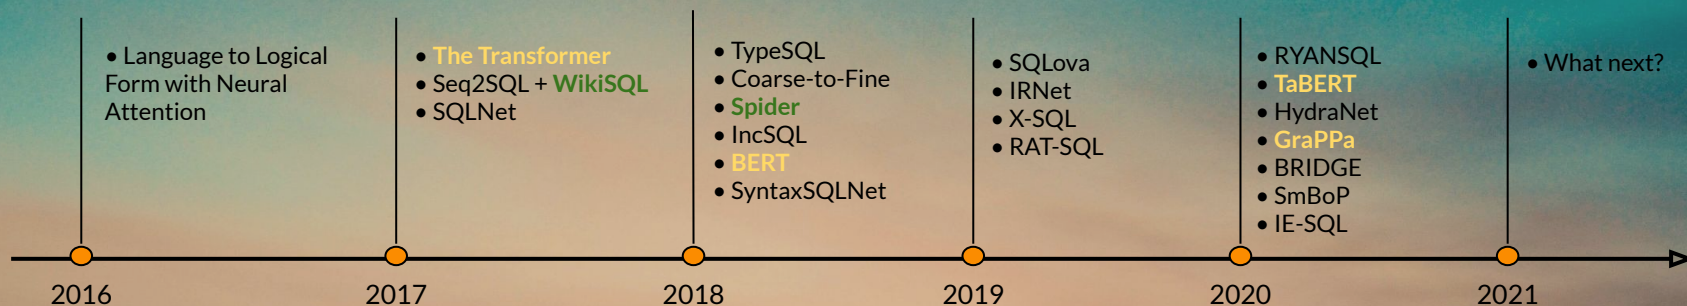 • Language to Logical
Form with Neural
Attention
• The Transformer
• Seq2SQL + WikiSQL
• SQLNet
• TypeSQL
• Coarse-to-Fine
• Spider
• IncSQL
• BERT
• SyntaxSQLNet
• SQLova
• IRNet
• X-SQL
• RAT-SQL
• RYANSQL
• TaBERT
• HydraNet
• GraPPa
• BRIDGE
• SmBoP
• IE-SQL
• What next?
2016
2017
2018
2019
2020
2021